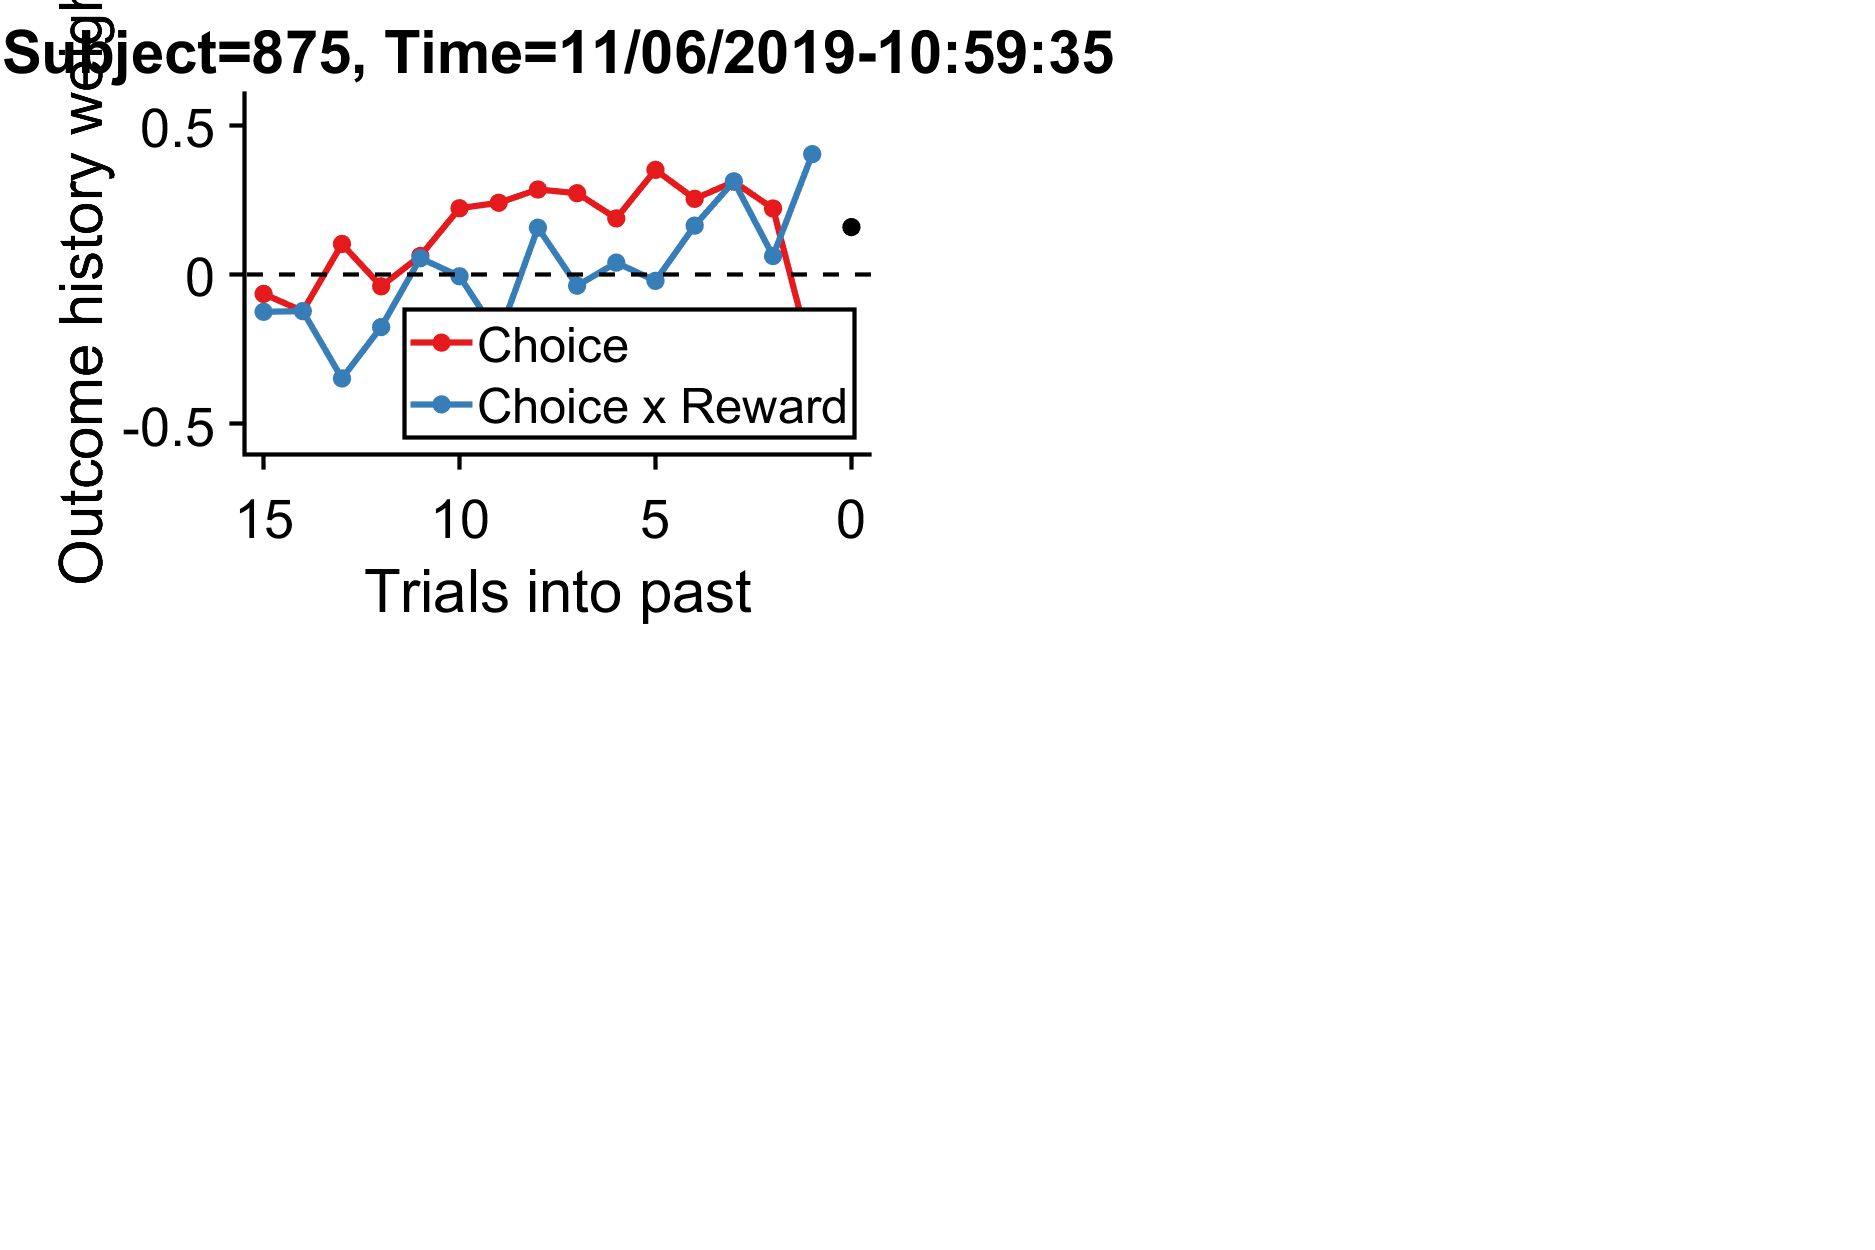 Subject=875, Time=11/06/2019-10:59:35
Outcome history
0.5
0
-0.5
Choice
Choice x Reward
15 10 5 0
Trials into past